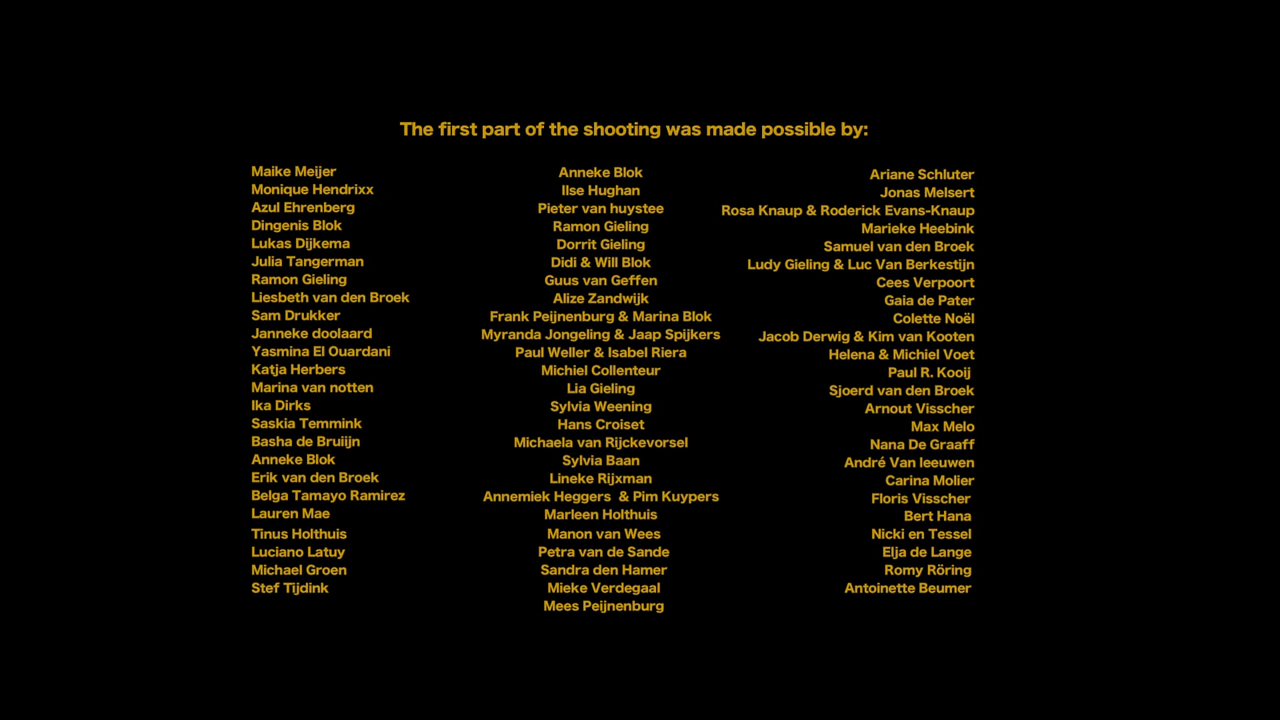 The first part of the shooting was made possible by:
Maike Meijer
Monique Hendrixx
Azul Ehrenberg
Dingenis Blok
Lukas Dijkema
Julia Tangerman
Ramon Gieling
Liesbeth van den Broek
Sam Drukker
Janneke doolaard
Yasmina El Ouardani
Katja Herbers
Marina van notten
Ika Dirks
Saskia Temmink
Basha de Bruiijn
Anneke Blok
Erik van den Broek
Belga Tamayo Ramirez
Lauren Mae
Tinus Holthuis
Luciano Latuy
Michael Groen
Stef Tijdink
Anneke Blok
Ilse Hughan
Pieter van huystee
Ramon Gieling
Dorrit Gieling
Didi & Will Blok
Guus van Geffen
Alize Zandwijk
Frank Peijnenburg & Marina Blok
Myranda Jongeling & Jaap Spijkers
Paul Weller & Isabel Riera
Michiel Collenteur
Lia Gieling
Sylvia Weening
Hans Croiset
Michaela van Rijckevorsel
Sylvia Baan
Lineke Rijxman
Annemiek Heggers  & Pim Kuypers
Marleen Holthuis
Manon van Wees
Petra van de Sande
Sandra den Hamer
Mieke Verdegaal
Mees Peijnenburg
Ariane Schluter
Jonas Melsert
Rosa Knaup & Roderick Evans-Knaup
Marieke Heebink
Samuel van den Broek
Ludy Gieling & Luc Van Berkestijn
Cees Verpoort
Gaia de Pater
Colette Noël
Jacob Derwig & Kim van Kooten
Helena & Michiel Voet
Paul R. Kooij
Sjoerd van den Broek
Arnout Visscher
Max Melo
Nana De Graaff
André Van leeuwen
Carina Molier
Floris Visscher
Bert Hana
Nicki en Tessel
Elja de Lange
Romy Röring
Antoinette Beumer